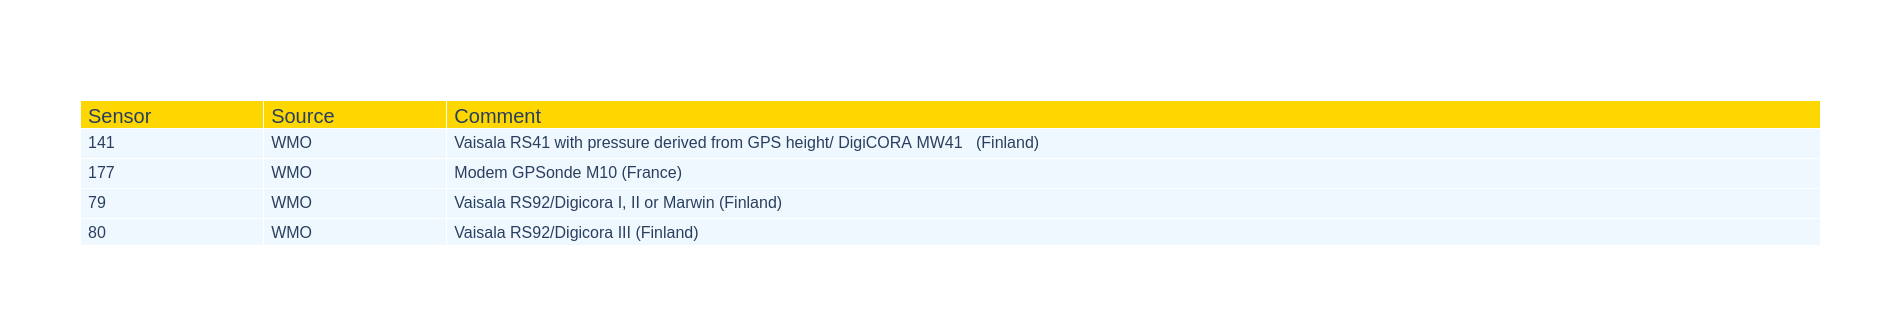 Sensor Source Comment
141 WMO Vaisala RS41 with pressure derived from GPS height/ DigiCORA MW41   (Finland)
177 WMO Modem GPSonde M10 (France)
79 WMO Vaisala RS92/Digicora I, II or Marwin (Finland)
80 WMO Vaisala RS92/Digicora III (Finland)